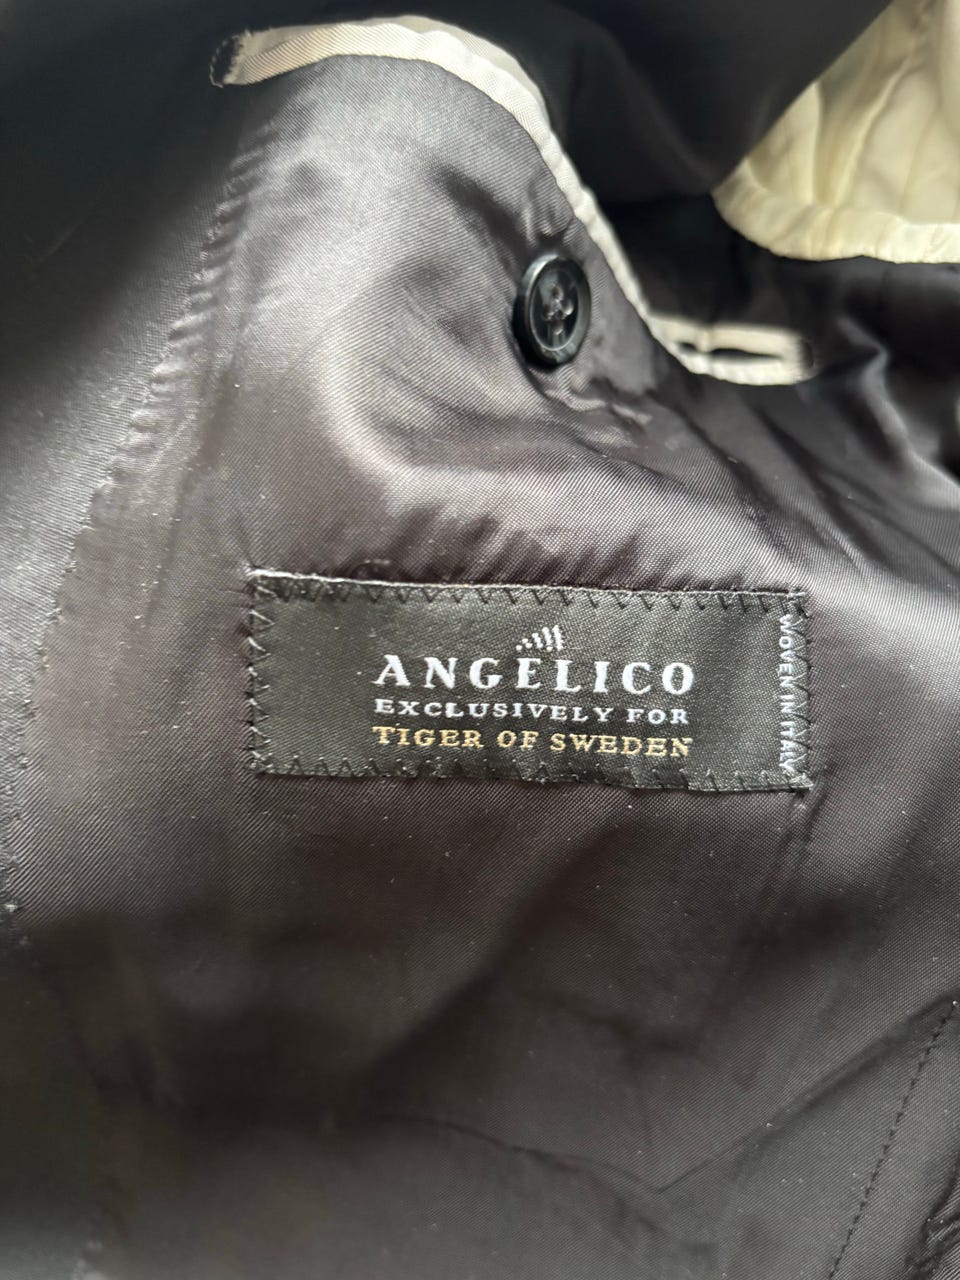 ANGELICO
EXCLUSIVELY FOR
TIGER OF SWEDEN
WOVEN IN ITALY